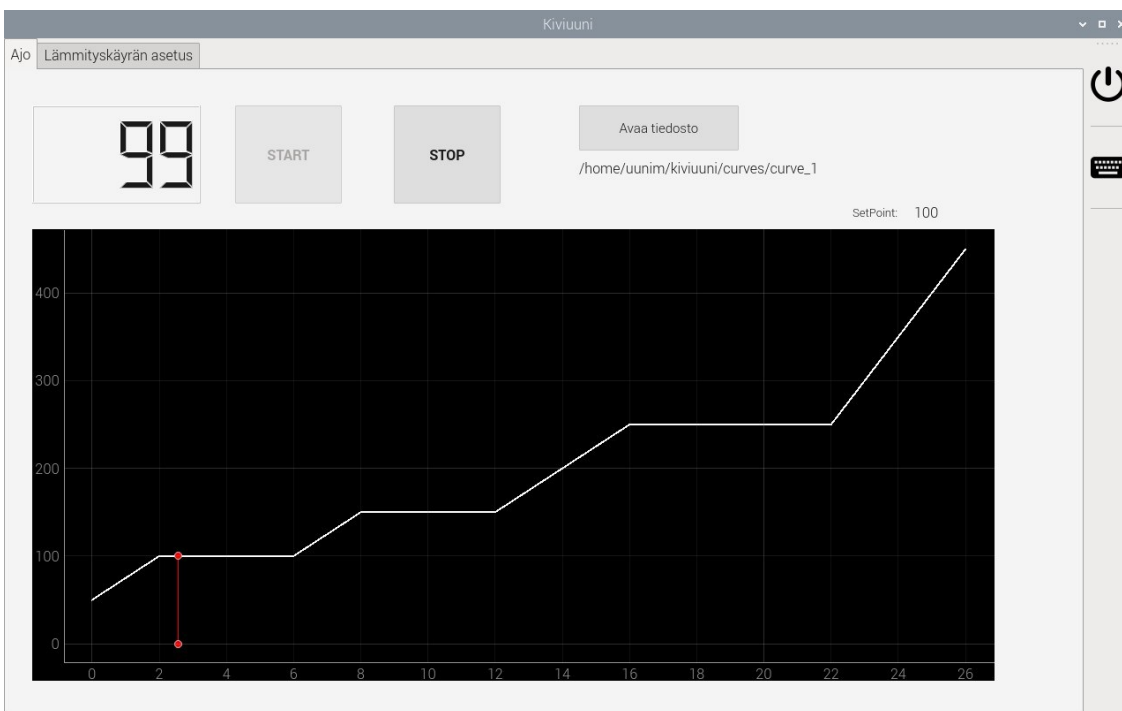 Kiviuuni
Ajo
Lämmityskäyrän asetus
99
START
STOP
Avaa tiedosto
/home/uunim/kiviuuni/curves/curve_1
SetPoint: 100
400
300
200
100
0
0 2 4 6 8 10 12 14 16 18 20 22 24 26